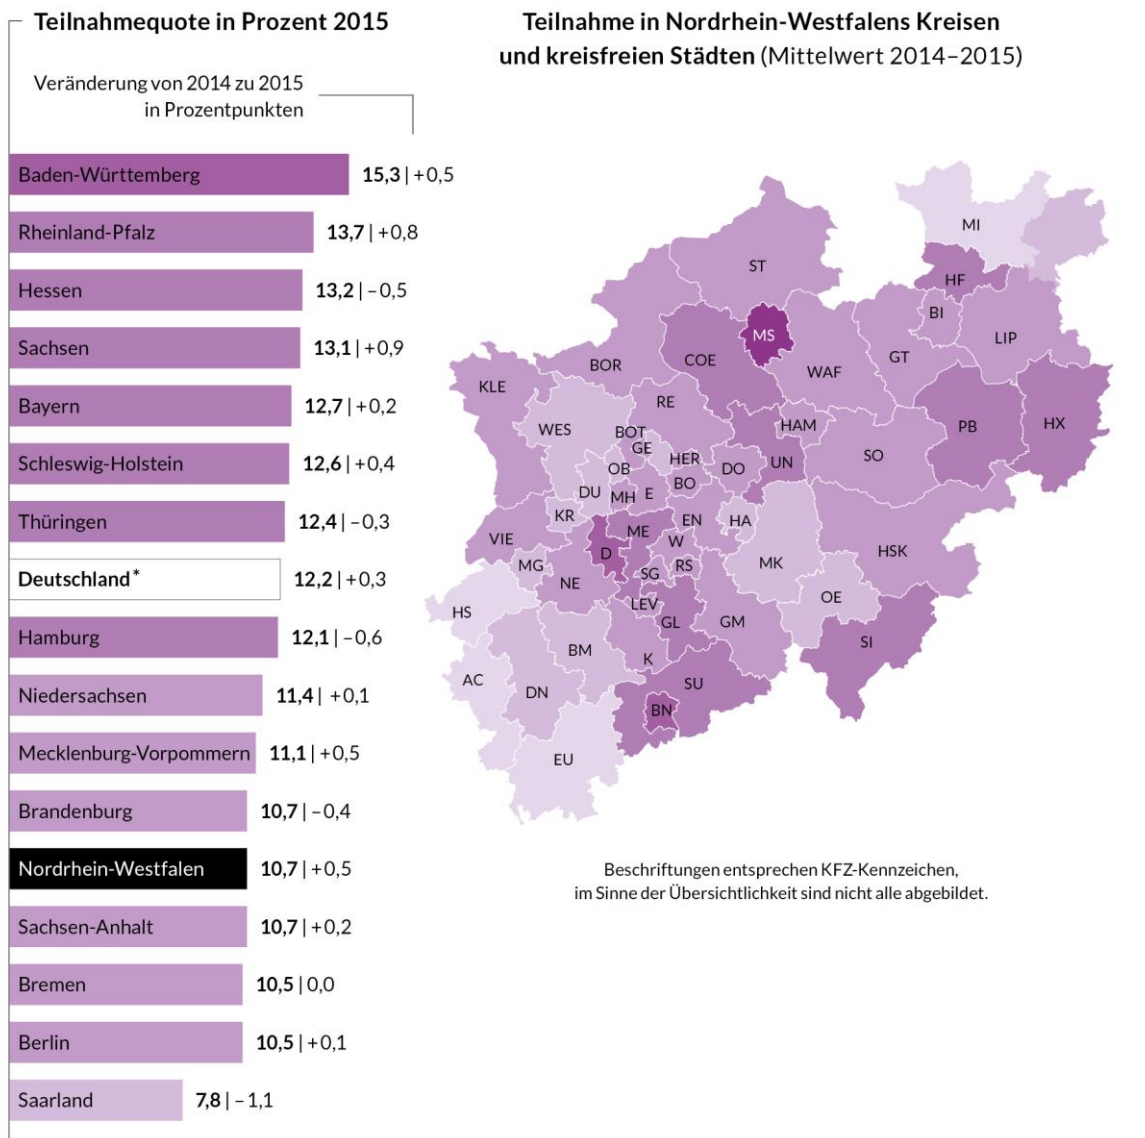 Teilnahmequote in Prozent 2015
Veränderung von 2014 zu 2015
in Prozentpunkten
Baden-Württemberg 15,3 | +0,5
Rheinland-Pfalz 13,7 | +0,8
Hessen 13,2 | –0,5
Sachsen 13,1 | +0,9
Bayern 12,7 | +0,2
Schleswig-Holstein 12,6 | +0,4
Thüringen 12,4 | –0,3
Deutschland* 12,2 | +0,3
Hamburg 12,1 | –0,6
Niedersachsen 11,4 | +0,1
Mecklenburg-Vorpommern 11,1 | +0,5
Brandenburg 10,7 | –0,4
Nordrhein-Westfalen 10,7 | +0,5
Sachsen-Anhalt 10,7 | +0,2
Bremen 10,5 | 0,0
Berlin 10,5 | +0,1
Saarland 7,8 | –1,1
Teilnahme in Nordrhein-Westfalens Kreisen
und kreisfreien Städten (Mittelwert 2014–2015)
MI
ST
HF
BI
MS
LIP
GT
COE
BOR
WAF
KLE
RE
HX
HAM
PB
WES
BOT
GE
SO
HER
UN
OB
DO
BO
DU
MH
E
KR
EN
HA
ME
VIE
W
D
HSK
MK
MG
RS
SG
NE
OE
LEV
HS
GL
GM
SI
BM
K
AC
SU
DN
BN
EU
Beschriftungen entsprechen KFZ-Kennzeichen,
im Sinne der Übersichtlichkeit sind nicht alle abgebildet.